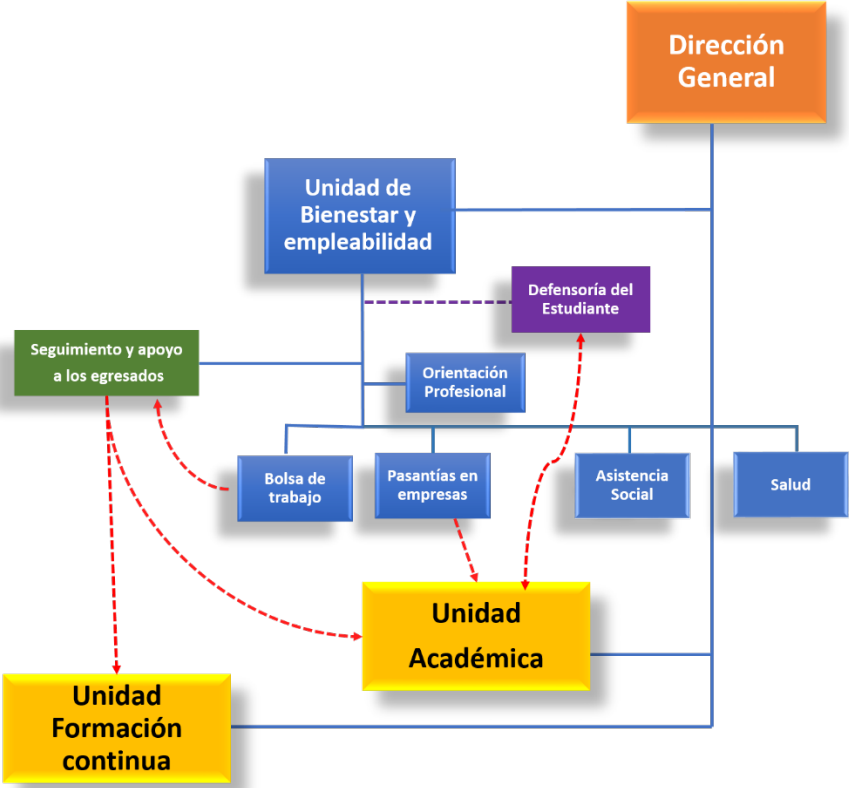 Dirección
General
Unidad de
Bienestar y
empleabilidad
Defensoría del
Estudiante
Seguimiento y apoyo
a los egresados
Orientación
Profesional
Bolsa de
trabajo
Pasantías en
empresas
Asistencia
Social
Salud
Unidad
Académica
Unidad
Formación
continua